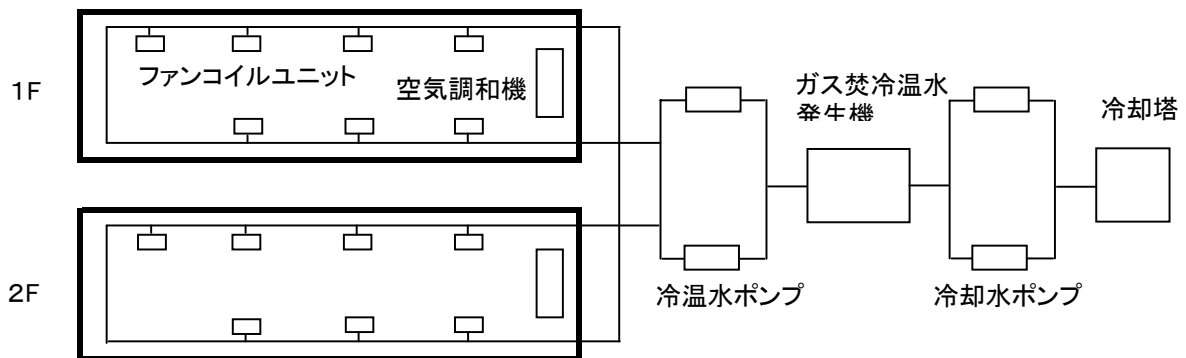 1F
ファンコイルユニット
空気調和機
ガス焚冷温水
発生機
冷却塔
2F
冷温水ポンプ
冷却水ポンプ